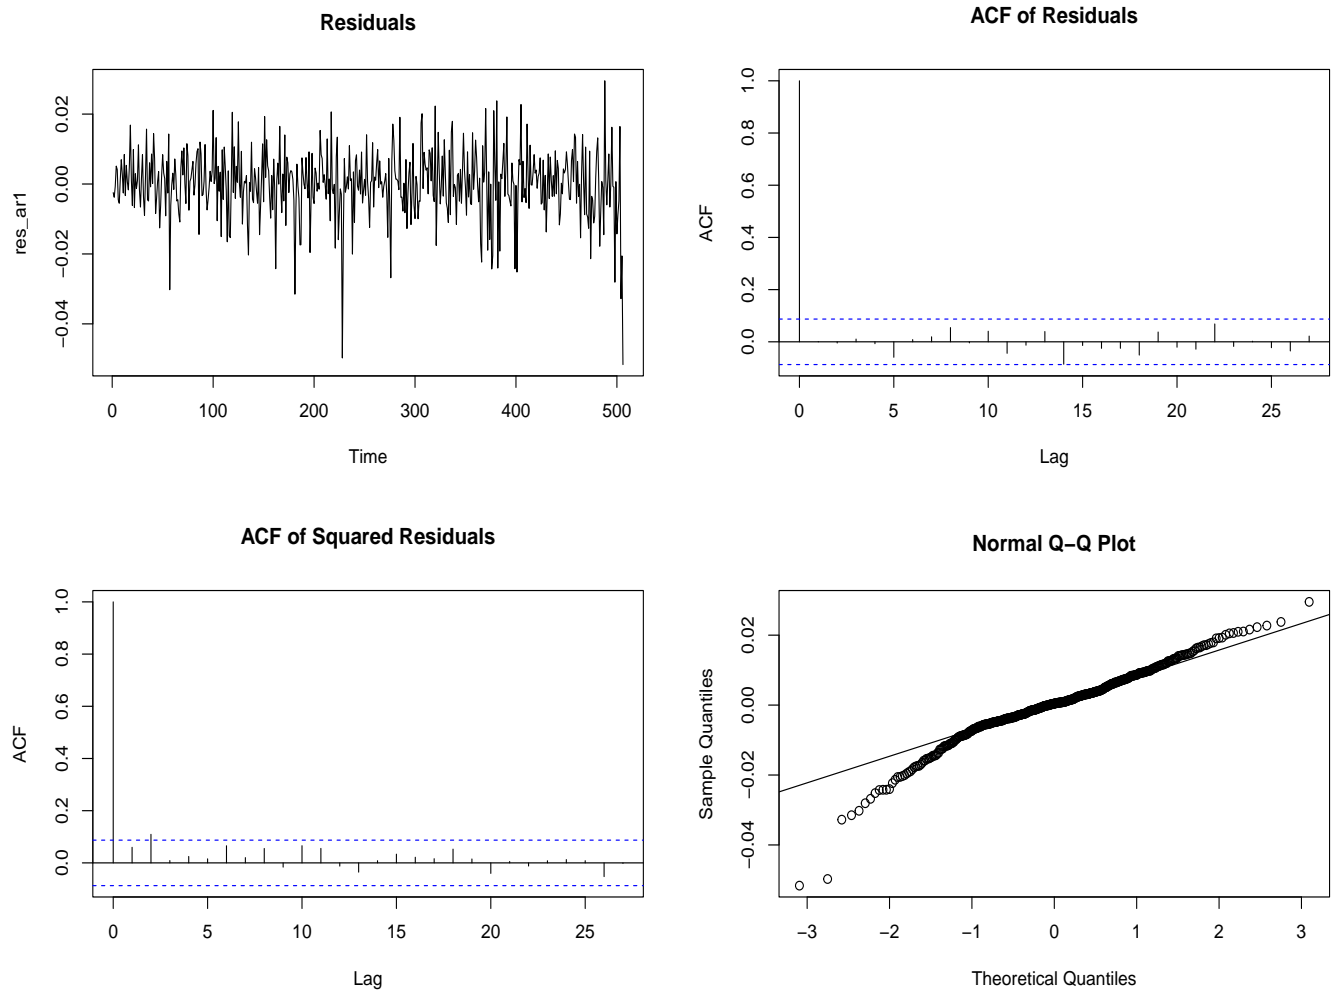 Residuals
res_ar1
0.02
0.00
−0.02
−0.04
0 100 200 300 400 500
Time
ACF of Residuals
ACF
1.0
0.8
0.6
0.4
0.2
0.0
0 5 10 15 20 25
Lag
ACF of Squared Residuals
ACF
1.0
0.8
0.6
0.4
0.2
0.0
0 5 10 15 20 25
Lag
Normal Q−Q Plot
Sample Quantiles
0.02
0.00
−0.02
−0.04
−3 −2 −1 0 1 2 3
Theoretical Quantiles